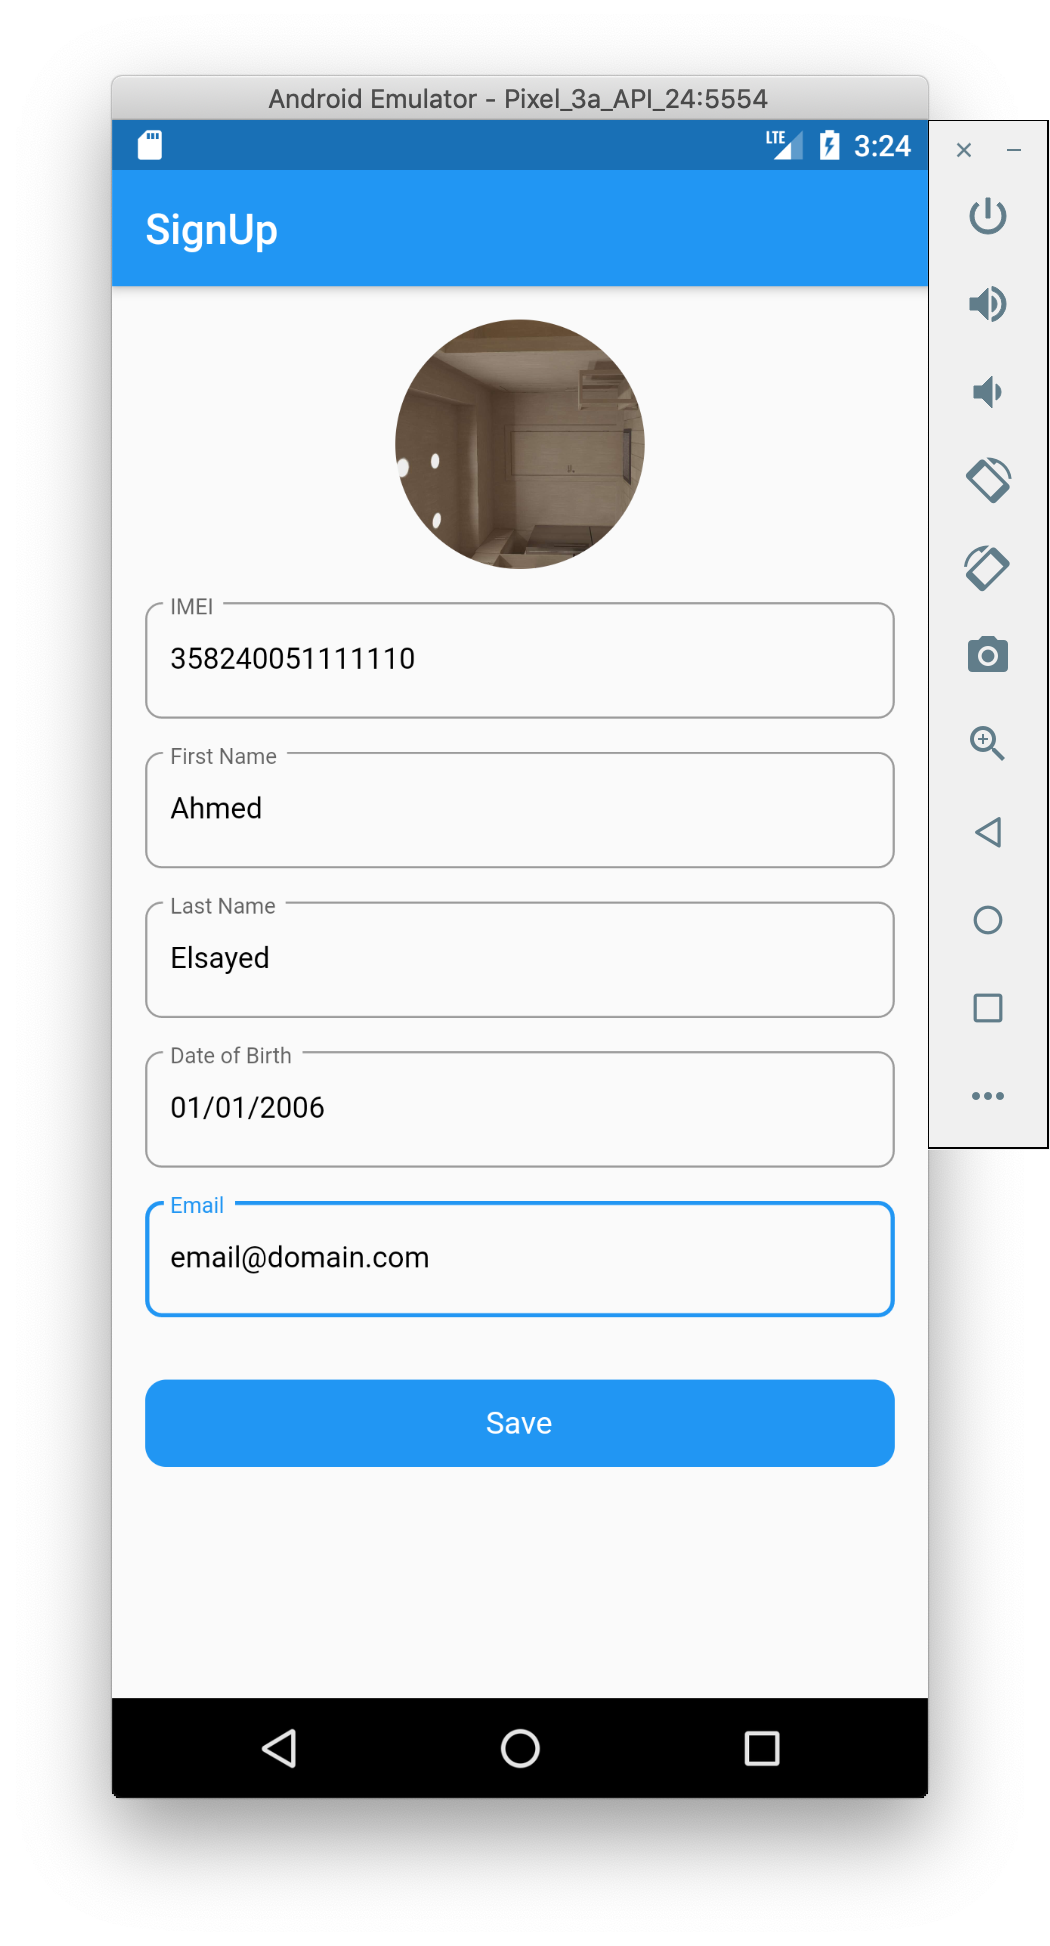 Android Emulator - Pixel_3a_API_24:5554
LTE 3:24
SignUp
IMEI
358240051111110
First Name
Ahmed
Last Name
Elsayed
Date of Birth
01/01/2006
Email
email@domain.com
Save